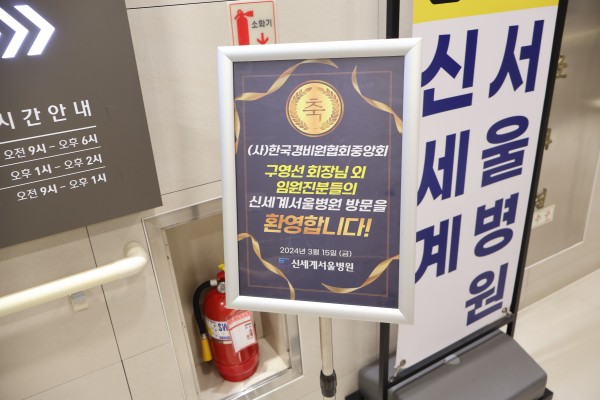 시간안내
오전 9시 – 오후 6시
오후 1시 – 오후 2시
오전 9시 – 오후 1시
소화기
축
(사)한국경비원협회중앙회
구영선 회장님 외
임원진분들의
신세계서울병원 방문을
환영합니다!
2024년 3월 15일 (금)
신세계서울병원
신세계
서울병원